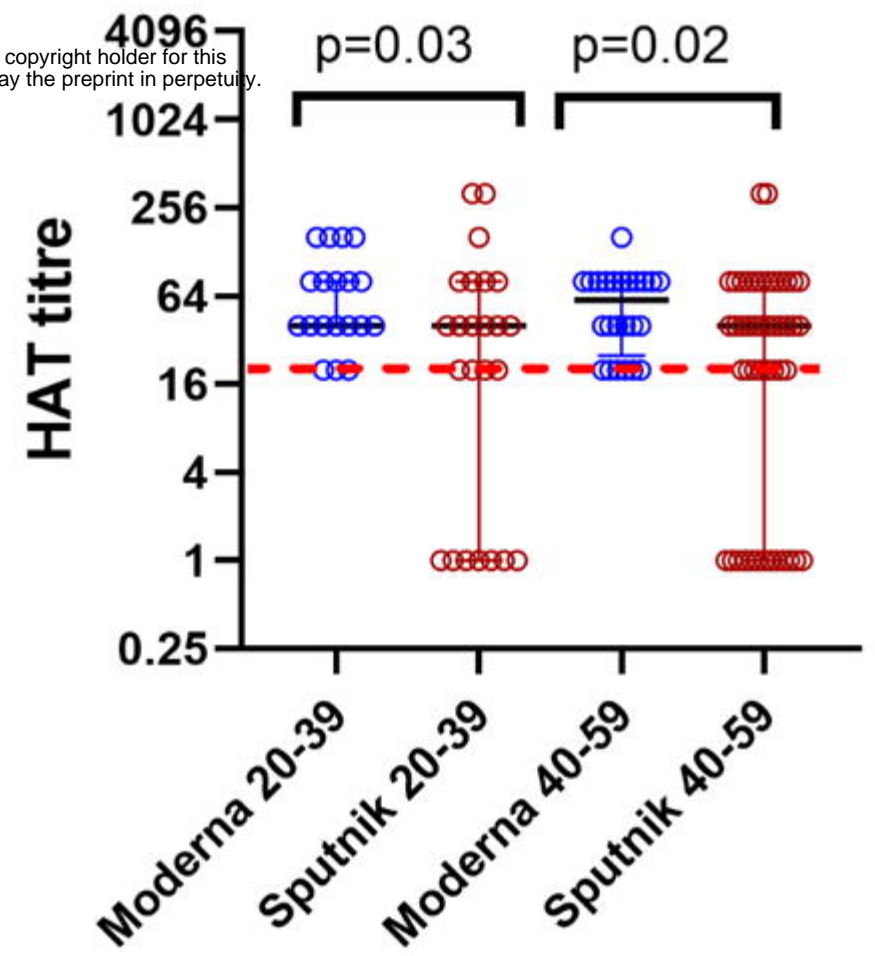 copyright holder for this
ay the preprint in perpetuity.
p=0.03
p=0.02
HAT titre
4096
1024
256
64
16
4
1
0.25
Moderna 20-39
Sputnik 20-39
Moderna 40-59
Sputnik 40-59